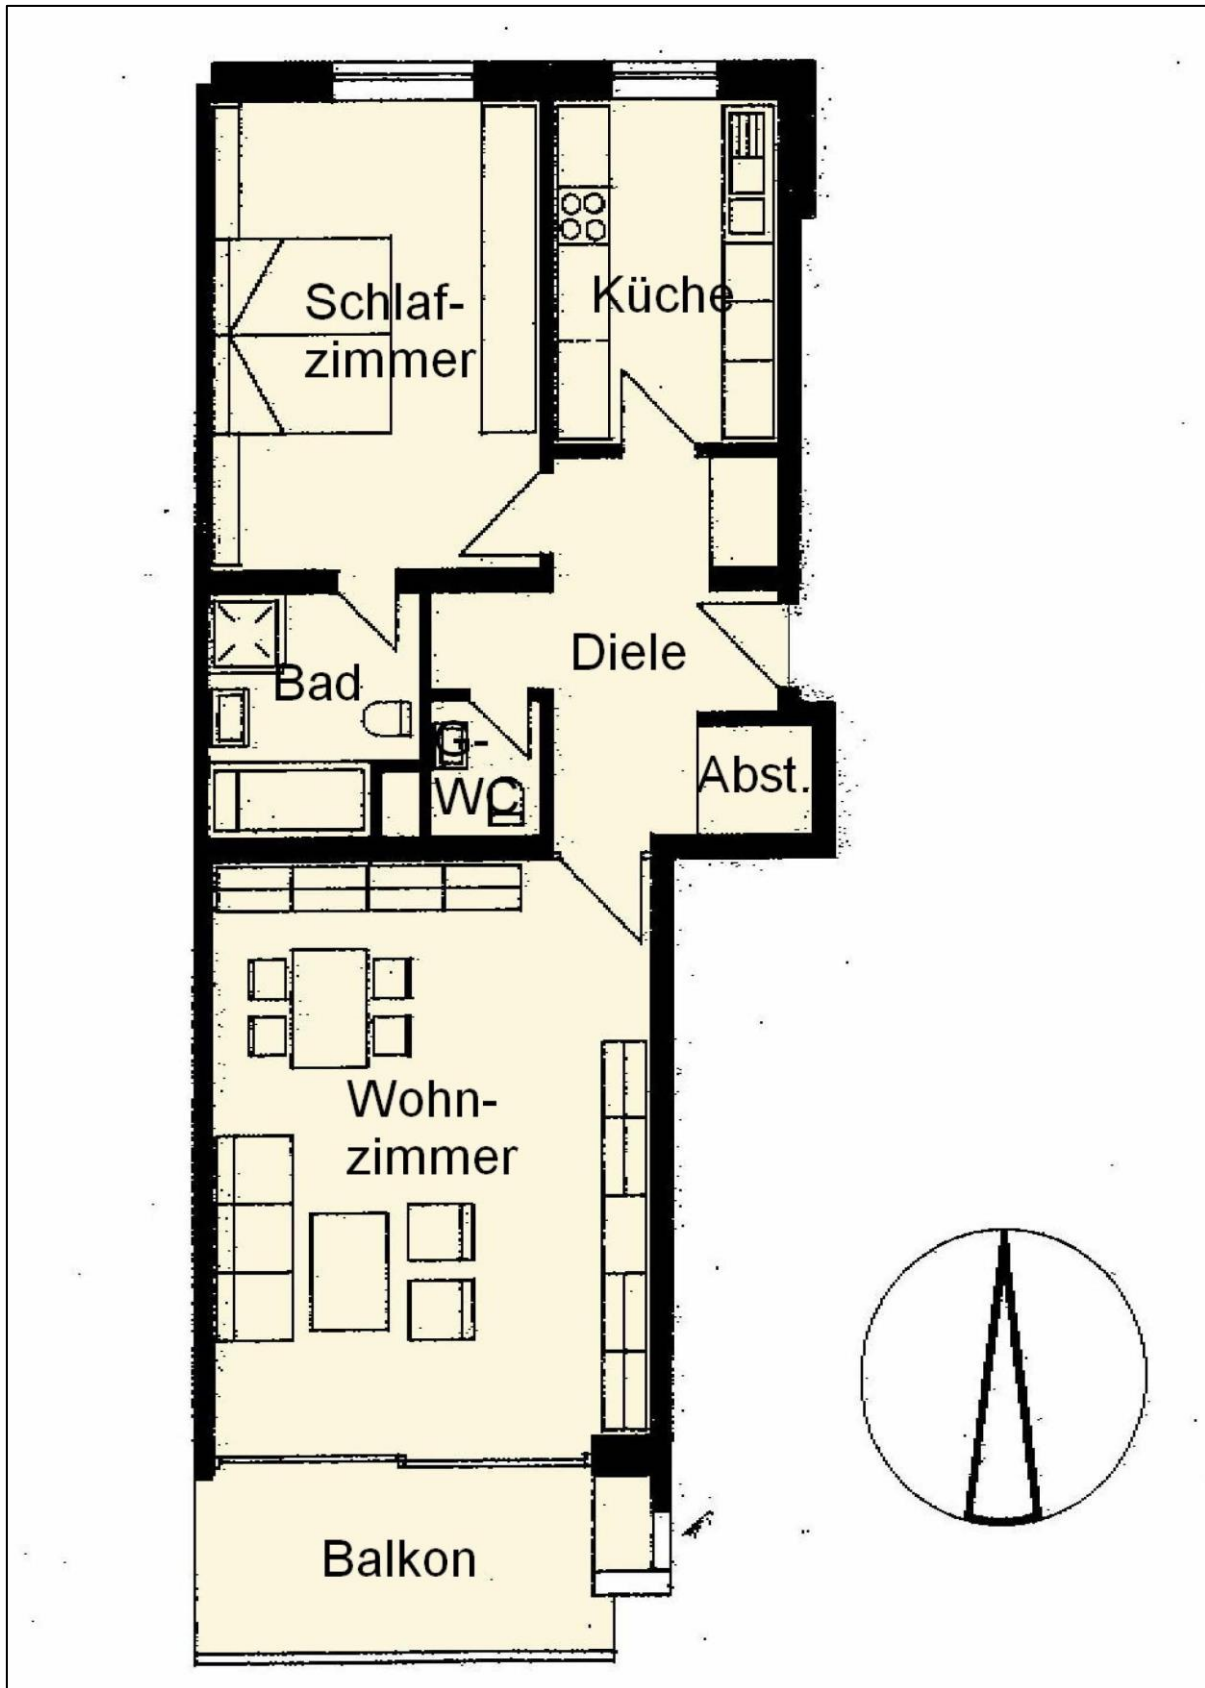 Schlaf-
zimmer
Küche
Diele
Bad
G-
WC
Abst.
Wohn-
zimmer
Balkon